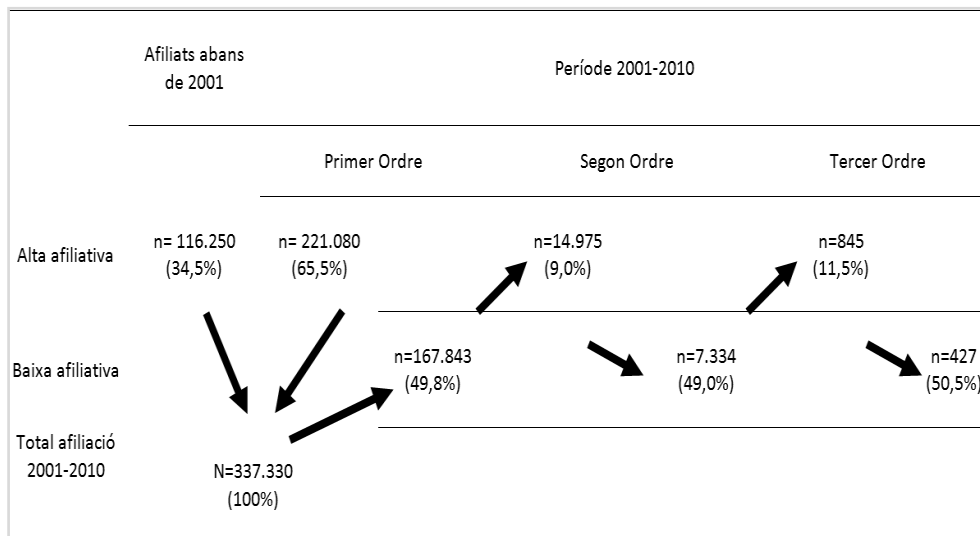 Afiliats abans
de 2001
Període 2001-2010
Primer Ordre
Segon Ordre
Tercer Ordre
Alta afiliativa
n= 116.250
(34,5%)
n= 221.080
(65,5%)
n=14.975
(9,0%)
n=845
(11,5%)
Baixa afiliativa
n=167.843
(49,8%)
n=7.334
(49,0%)
n=427
(50,5%)
Total afiliació
2001-2010
N=337.330
(100%)